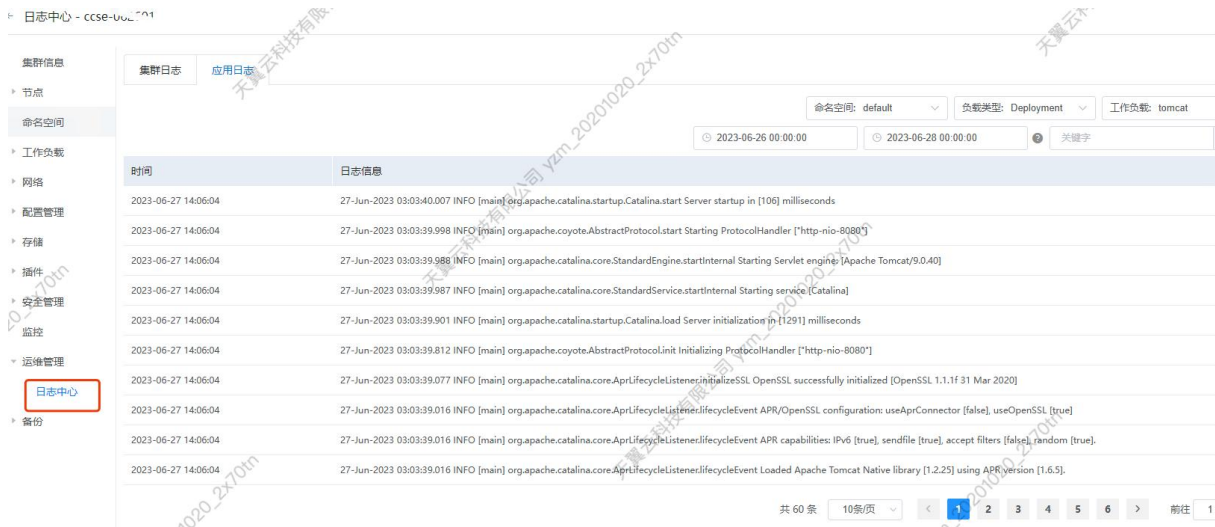 日志中心 - ccse-
集群信息
节点
命名空间
工作负载
网络
配置管理
存储
插件
安全管理
监控
运维管理
日志中心
备份
集群日志 应用日志
命名空间: default 负载类型: Deployment 工作负载: tomcat
2023-06-26 00:00:00 2023-06-28 00:00:00 关键字
时间 日志信息
2023-06-27 14:06:04 27-Jun-2023 03:03:40.007 INFO [main] org.apache.catalina.startup.Catalina.start Server startup in [106] milliseconds
2023-06-27 14:06:04 27-Jun-2023 03:03:39.998 INFO [main] org.apache.coyote.AbstractProtocol.start Starting ProtocolHandler ["http-nio-8080"]
2023-06-27 14:06:04 27-Jun-2023 03:03:39.988 INFO [main] org.apache.catalina.core.StandardEngine.startInternal Starting Servlet engine: [Apache Tomcat/9.0.40]
2023-06-27 14:06:04 27-Jun-2023 03:03:39.987 INFO [main] org.apache.catalina.core.StandardService.startInternal Starting service [Catalina]
2023-06-27 14:06:04 27-Jun-2023 03:03:39.901 INFO [main] org.apache.catalina.startup.Catalina.load Server initialization in [1291] milliseconds
2023-06-27 14:06:04 27-Jun-2023 03:03:39.812 INFO [main] org.apache.coyote.AbstractProtocol.init Initializing ProtocolHandler ["http-nio-8080"]
2023-06-27 14:06:04 27-Jun-2023 03:03:39.077 INFO [main] org.apache.catalina.core.AprLifecycleListener.initializeSSL OpenSSL successfully initialized [OpenSSL 1.1.1f 31 Mar 2020]
2023-06-27 14:06:04 27-Jun-2023 03:03:39.016 INFO [main] org.apache.catalina.core.AprLifecycleListener.lifecycleEvent APR/OpenSSL configuration: useAprConnector [false], useOpenSSL [true]
2023-06-27 14:06:04 27-Jun-2023 03:03:39.016 INFO [main] org.apache.catalina.core.AprLifecycleListener.lifecycleEvent APR capabilities: IPv6 [true], sendfile [true], accept filters [false], random [true].
2023-06-27 14:06:04 27-Jun-2023 03:03:39.016 INFO [main] org.apache.catalina.core.AprLifecycleListener.lifecycleEvent Loaded Apache Tomcat Native library [1.2.25] using APR version [1.6.5].
共 60 条 10条/页 < 1 2 3 4 5 6 > 前往 1
天翼云科技有限公司 yzm_20201020_2x70tn